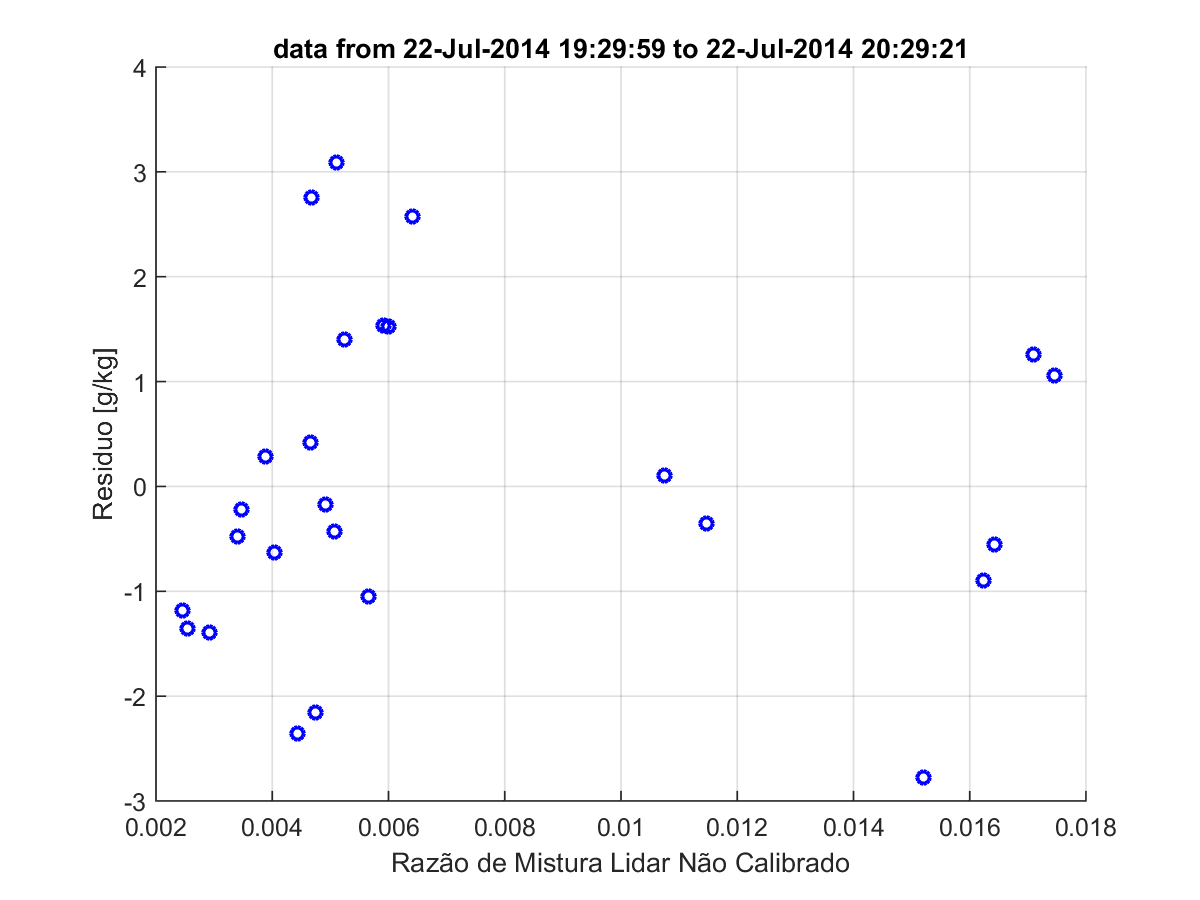 data from 22-Jul-2014 19:29:59 to 22-Jul-2014 20:29:21
4
3
2
1
0
-1
-2
-3
Residuo [g/kg]
0.002 0.004 0.006 0.008 0.01 0.012 0.014 0.016 0.018
Razão de Mistura Lidar Não Calibrado